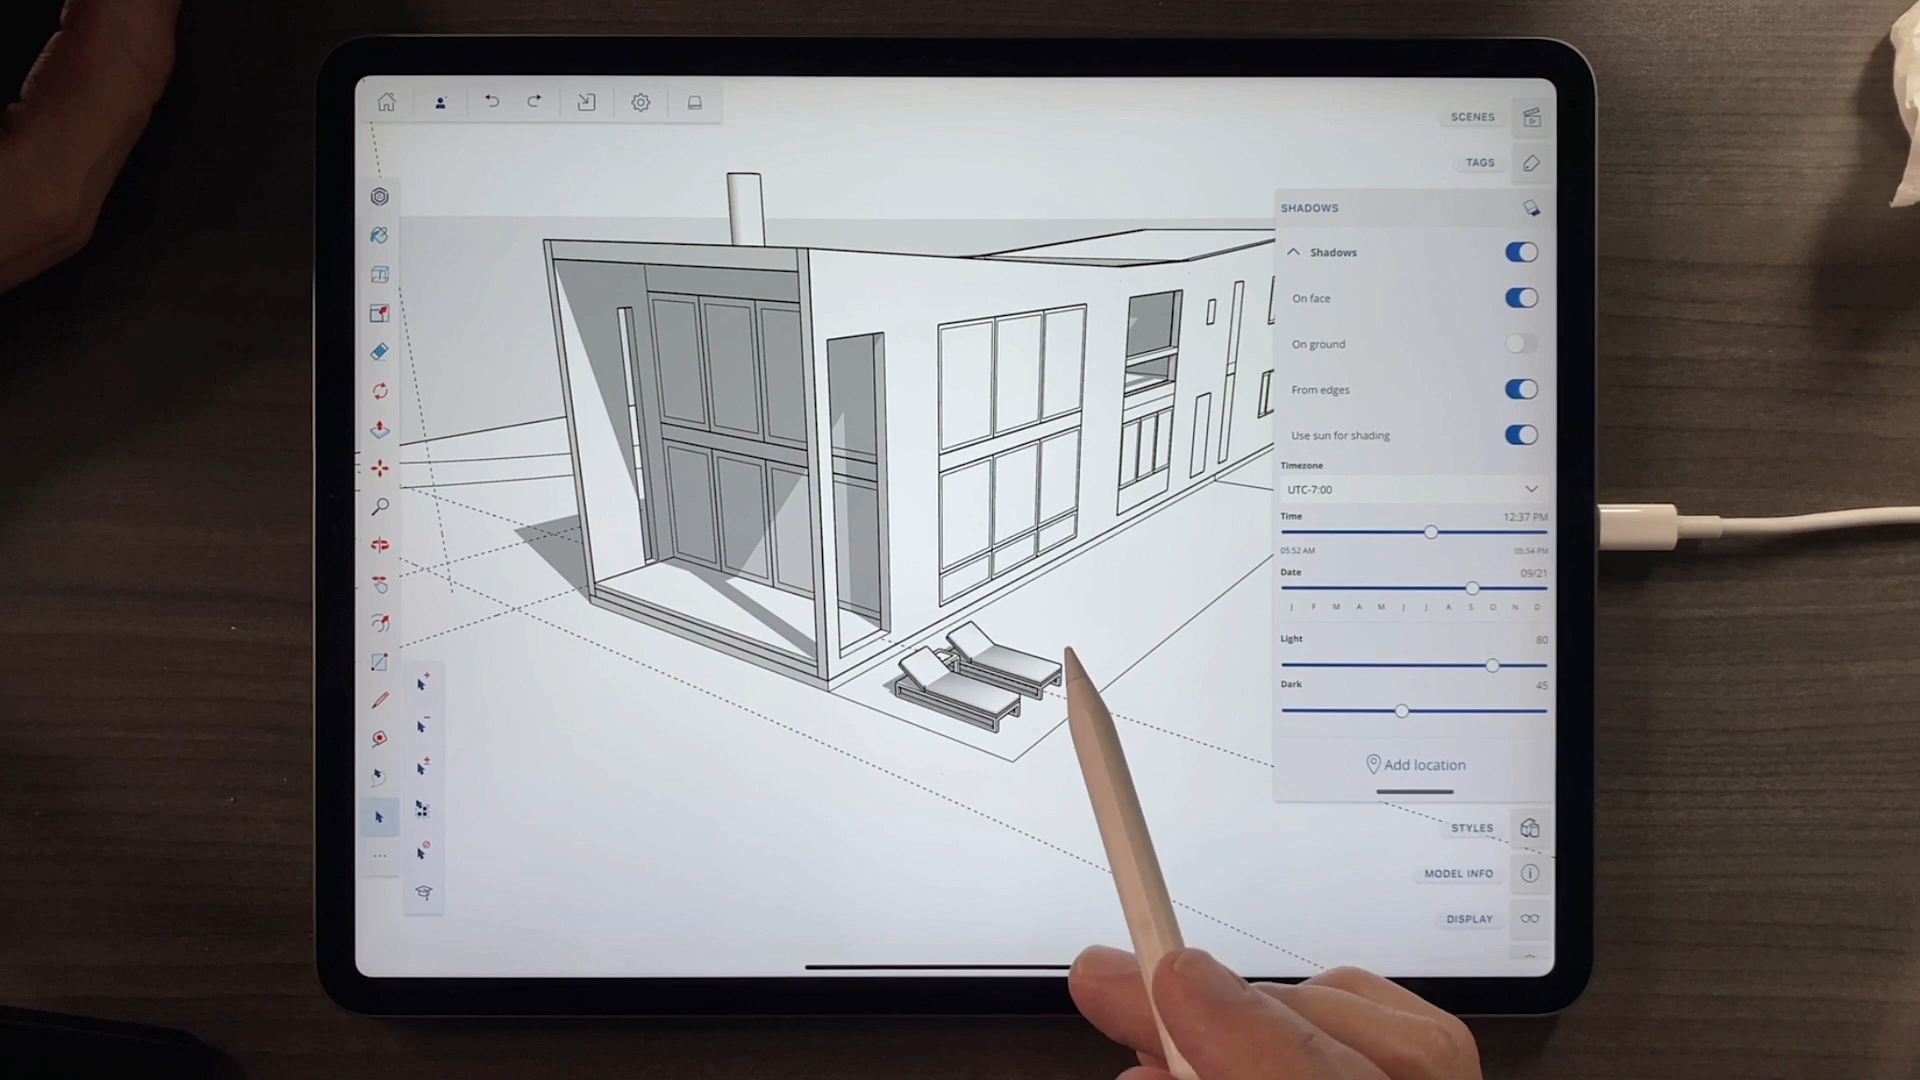 SCENES
TAGS
SHADOWS
Shadows
On face
On ground
From edges
Use sun for shading
Timezone
UTC-7:00
Time 12:37 PM
05:52 AM 05:54 PM
Date 09/21
J F M A M J J A S O N D
Light 80
Dark 45
Add location
STYLES
MODEL INFO
DISPLAY